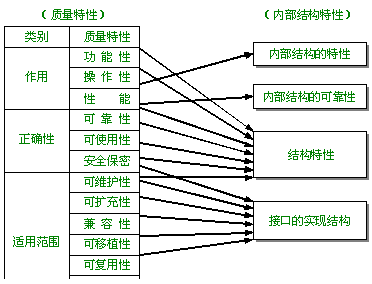 （质量特性） （内部结构特性）
类别 质量特性
作用
功能性
操作性
性 能
正确性
可靠性
可使用性
安全保密
适用范围
可维护性
可扩充性
兼容性
可移植性
可复用性
内部结构的特性
内部结构的可靠性
结构特性
接口的实现结构